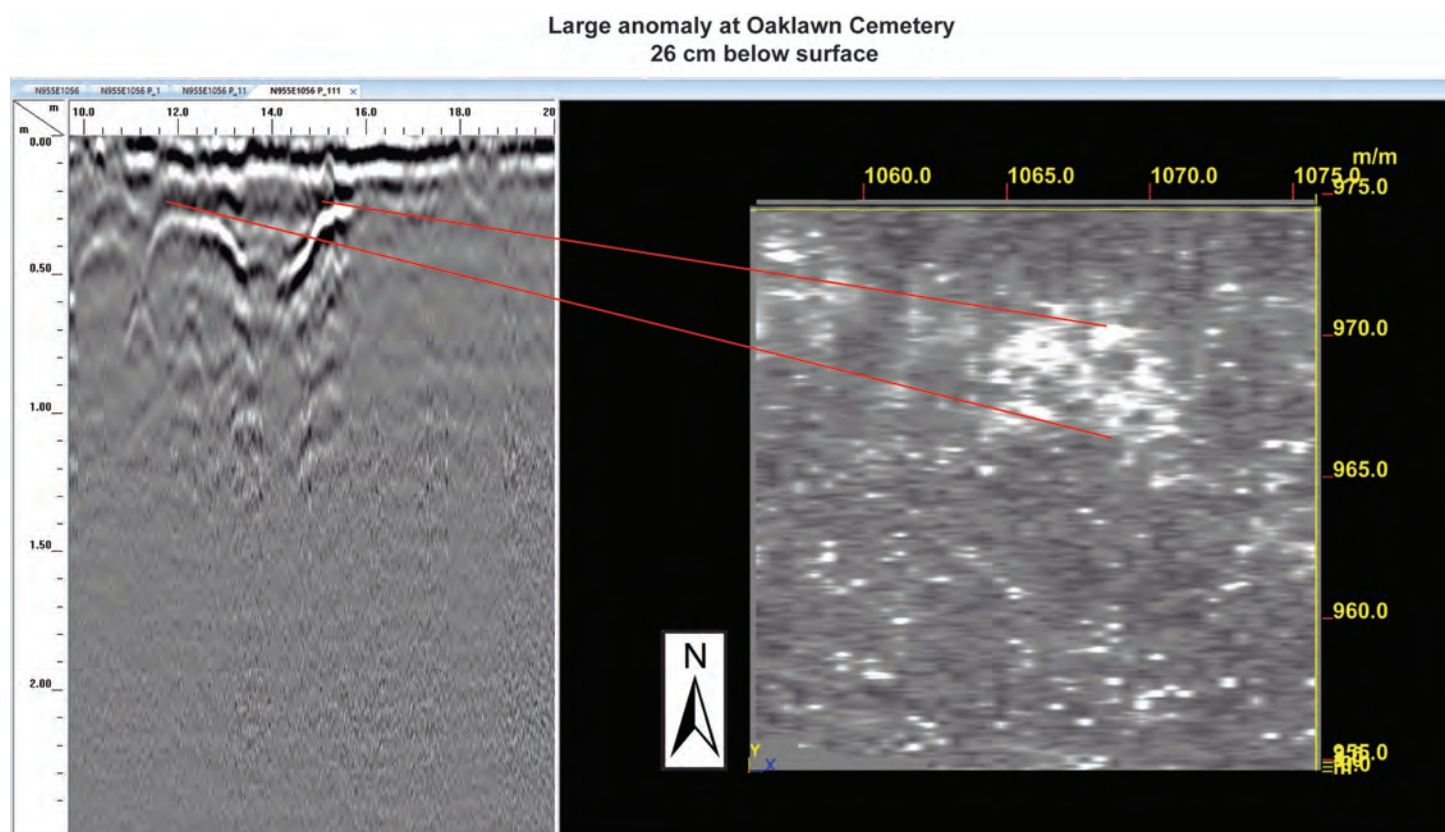 Large anomaly at Oaklawn Cemetery
26 cm below surface
N955E1056 N955E1056 P_1 N955E1056 P_11 N955E1056 P_111 ×
m 10.0 12.0 14.0 16.0 18.0 20
m
0.00
0.50
1.00
1.50
2.00
m/m
1060.0 1065.0 1070.0 1075.0
975.0
970.0
965.0
960.0
955.0
N
Y
X